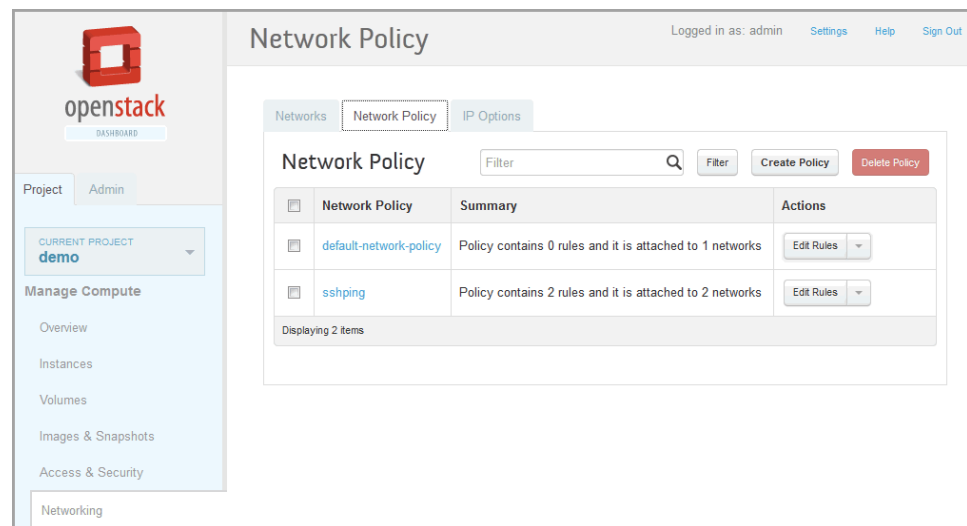 openstack
DASHBOARD
Project
Admin
CURRENT PROJECT
demo
Manage Compute
Overview
Instances
Volumes
Images & Snapshots
Access & Security
Networking
Network Policy
Logged in as: admin
Settings
Help
Sign Out
Networks
Network Policy
IP Options
Network Policy
Filter
Filter
Create Policy
Delete Policy
Network Policy
Summary
Actions
default-network-policy
Policy contains 0 rules and it is attached to 1 networks
Edit Rules
sshping
Policy contains 2 rules and it is attached to 2 networks
Edit Rules
Displaying 2 items